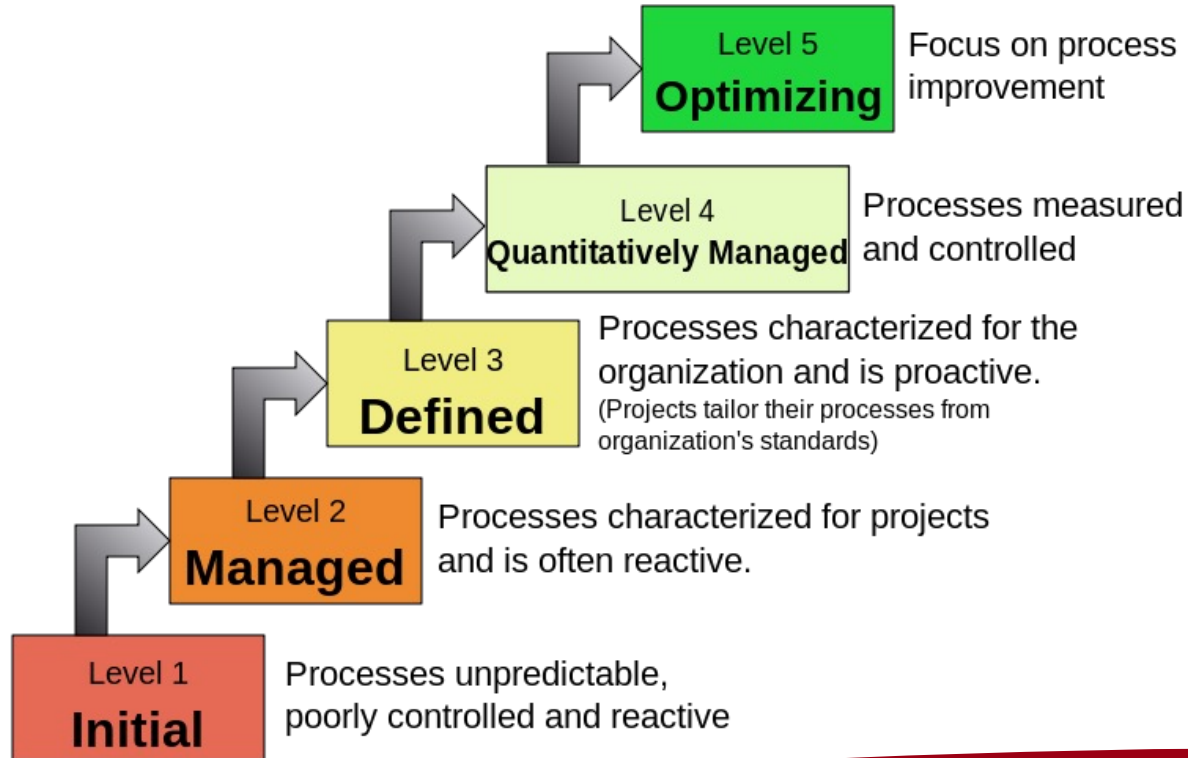 Level 5
Optimizing
Focus on process
improvement
Level 4
Quantitatively Managed
Processes measured
and controlled
Level 3
Defined
Processes characterized for the
organization and is proactive.
(Projects tailor their processes from
organization's standards)
Level 2
Managed
Processes characterized for projects
and is often reactive.
Level 1
Initial
Processes unpredictable,
poorly controlled and reactive